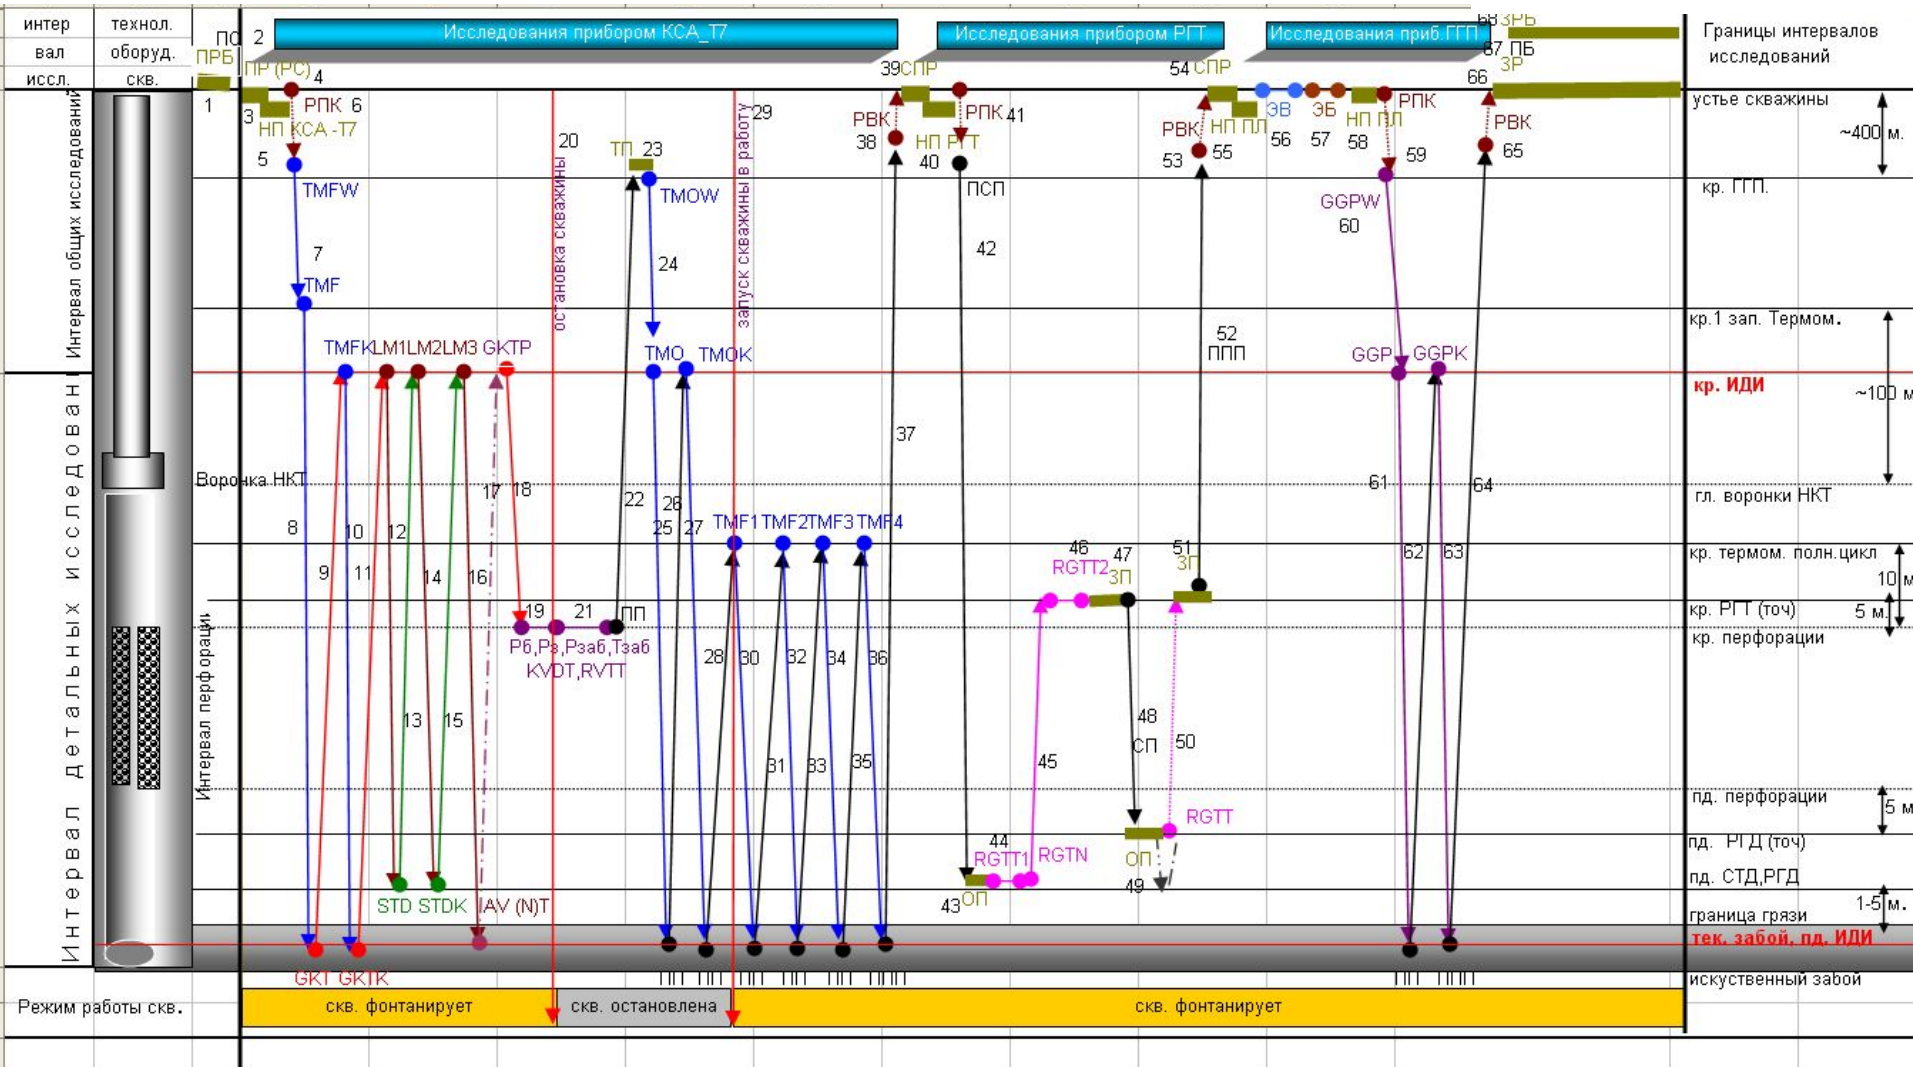 интер
вал
иссл.
технол.
оборуд.
скв.
ПРБ
1
2
3
ПР (РС)
4
РПК 6
НП КСА -Т7
5
Исследования прибором КСА_Т7
Исследования прибором РГТ
Исследования приб.ГГП
68 ЗРБ
67 ПБ
ЗР
66
Границы интервалов
исследований
устье скважины
~400 м.
кр. ГГП.
кр.1 зап. Термом.
кр. ИДИ
~100 м
гл. воронки НКТ
кр. термом. полн.цикл
10 м
кр. РГТ (точ)
5 м.
кр. перфорации
пд. перфорации
5 м
пд. РГД (точ)
пд. СТД,РГД
1-5 м.
граница грязи
тек. забой, пд. ИДИ
искуственный забой
Интервал общих исследований
Интервал детальных исследован
Интервал перфораци
Воронка НКТ
TMFW
7
TMF
TMFK
LM1
LM2
LM3
GKTP
8
9
10
11
12
13
14
15
16
17
18
STD
STDK
AV (N)T
GKT
GKTK
остановка скважины
20
19
21
ПП
Рб,Рз,Рзаб,Тзаб
KVDT,RVTT
22
ТП
23
TMOW
24
TMO
TMOK
25
26
27
запуск скважины в работу
29
TMF1
TMF2
TMF3
TMF4
28
30
31
32
33
34
35
36
37
РВК
38
39
СПР
НП РГТ
40
РПК
41
ПСП
42
43
ОП
44
RGTT1
RGTN
45
46
RGTT2
47
ЗП
48
СП
49
ОП
RGTT
50
51
ЗП
52
ППП
РВК
53
54
СПР
НП ПЛ
55
ЭВ
56
ЭБ
57
НП ПЛ
58
РПК
59
GGPW
60
GGP
GGPK
61
62
63
64
РВК
65
Режим работы скв.
скв. фонтанирует
скв. остановлена
скв. фонтанирует